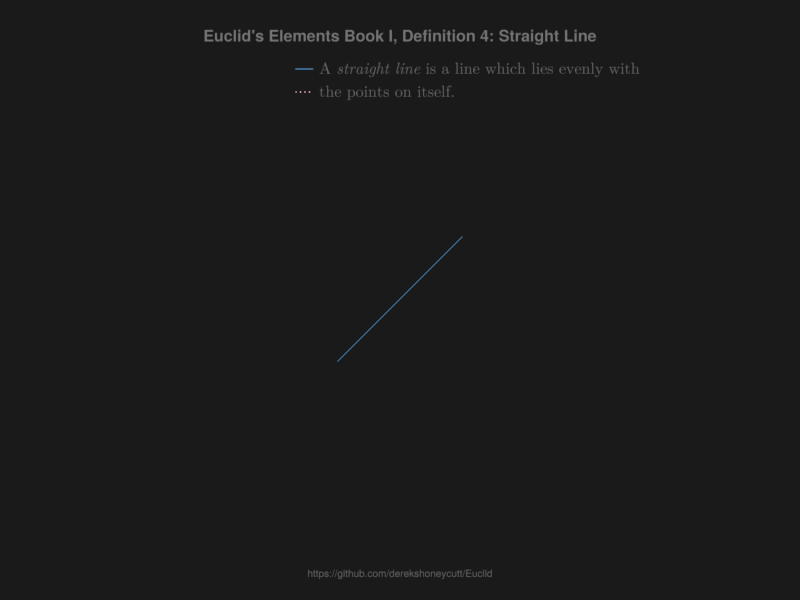 Euclid's Elements Book I, Definition 4: Straight Line
A straight line is a line which lies evenly with
the points on itself.
https://github.com/derekshoneycutt/Euclid